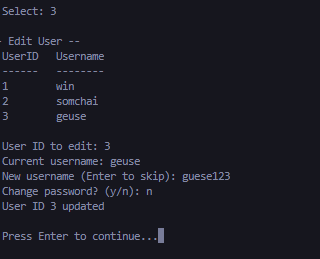 Select: 3
- Edit User --
UserID   Username
------   --------
1        win
2        somchai
3        geuse
User ID to edit: 3
Current username: geuse
New username (Enter to skip): guese123
Change password? (y/n): n
User ID 3 updated
Press Enter to continue...